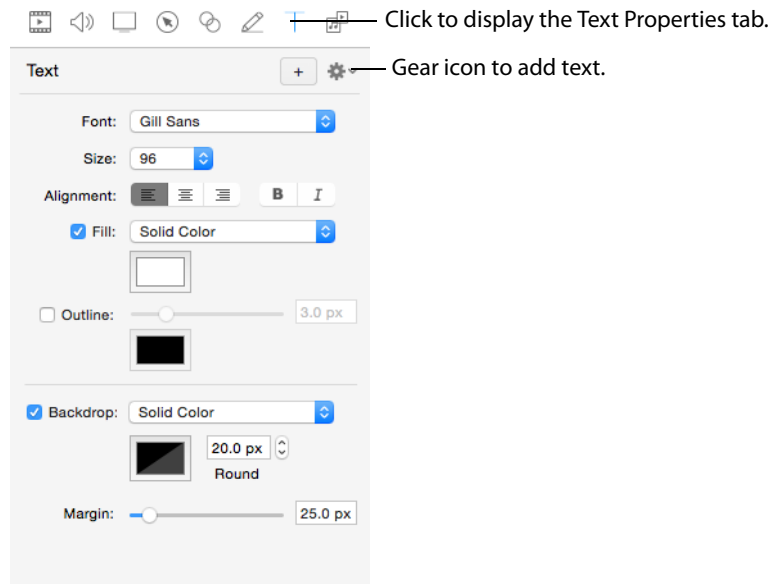 Click to display the Text Properties tab.
Text + Gear icon to add text.
Font: Gill Sans
Size: 96
Alignment: B I
Fill: Solid Color
Outline: 3.0 px
Backdrop: Solid Color
20.0 px
Round
Margin: 25.0 px